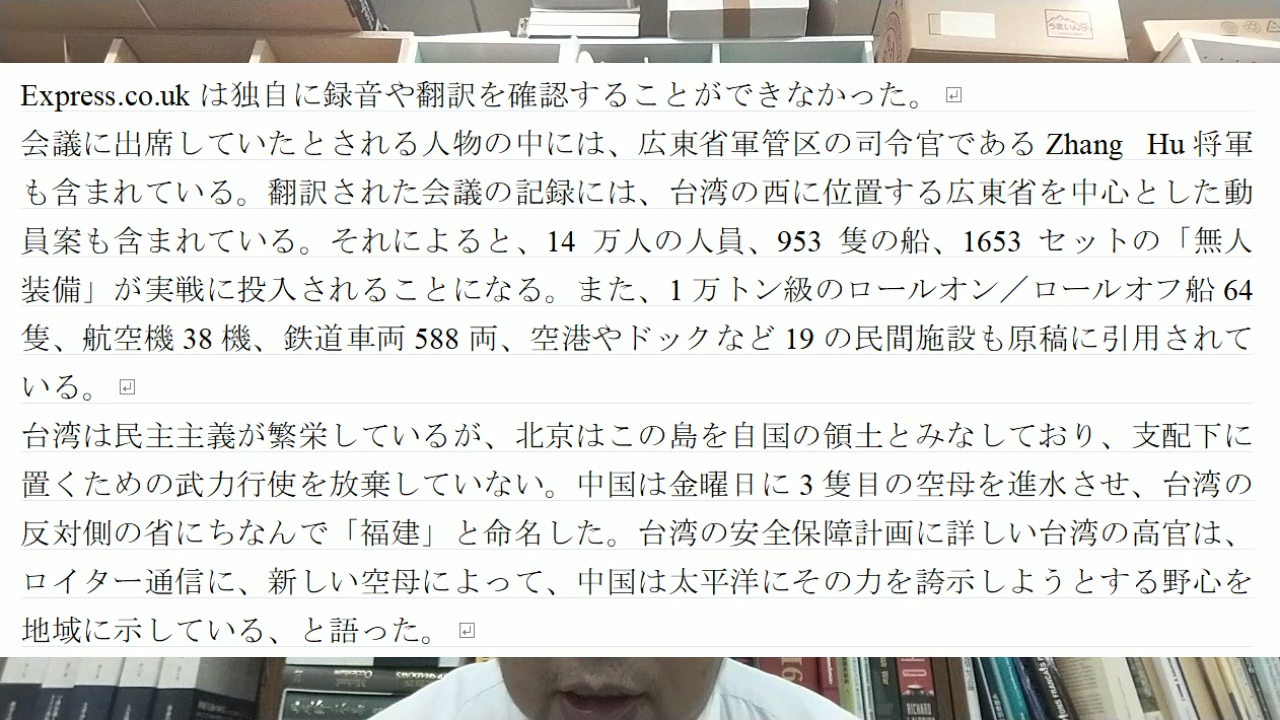 うまいんめ
Express.co.uk は独自に録音や翻訳を確認することができなかった。
会議に出席していたとされる人物の中には、広東省軍管区の司令官である Zhang Hu 将軍
も含まれている。翻訳された会議の記録には、台湾の西に位置する広東省を中心とした動
員案も含まれている。それによると、14 万人の人員、953 隻の船、1653 セットの「無人
装備」が実戦に投入されることになる。また、1 万トン級のロールオン／ロールオフ船 64
隻、航空機 38 機、鉄道車両 588 両、空港やドックなど 19 の民間施設も原稿に引用されて
いる。
台湾は民主主義が繁栄しているが、北京はこの島を自国の領土とみなしており、支配下に
置くための武力行使を放棄していない。中国は金曜日に 3 隻目の空母を進水させ、台湾の
反対側の省にちなんで「福建」と命名した。台湾の安全保障計画に詳しい台湾の高官は、
ロイター通信に、新しい空母によって、中国は太平洋にその力を誇示しようとする野心を
地域に示している、と語った。
RICHARD